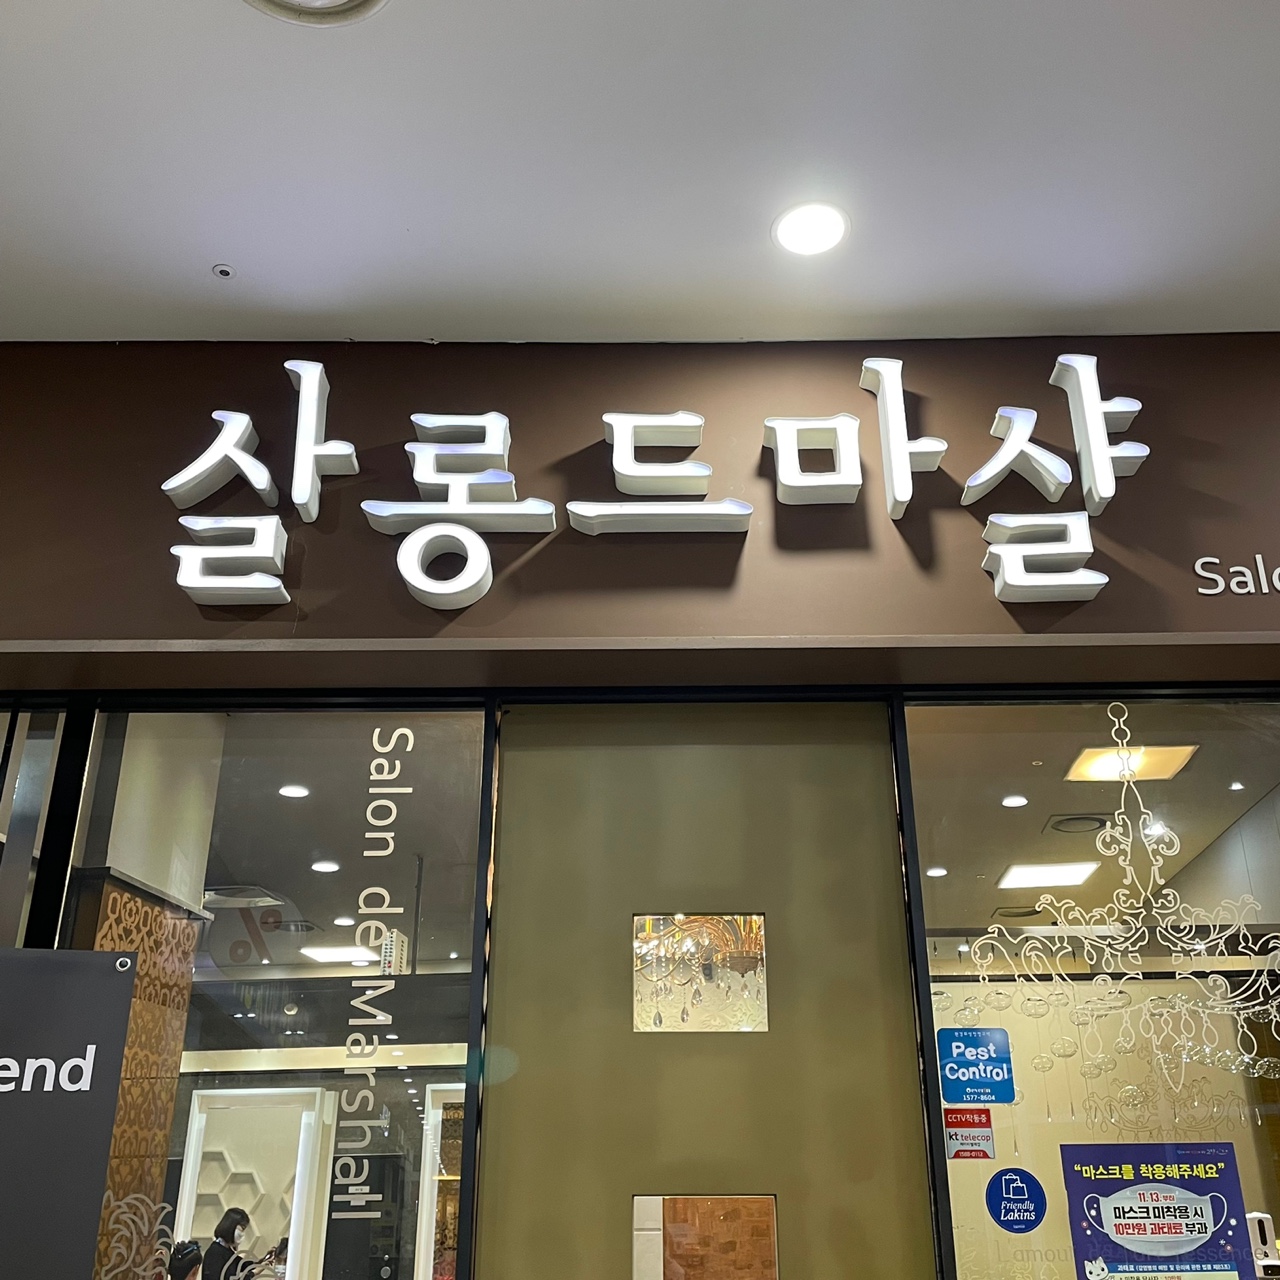 살롱드마샬
Salo
Salon de Marshall
end
Pest
Control
1577-8604
CCTV작동중
kt telecop
1588-0112
Friendly
Lakins
“마스크를 착용해주세요”
11. 13. 부터
마스크 미착용 시
10만원 과태료 부과